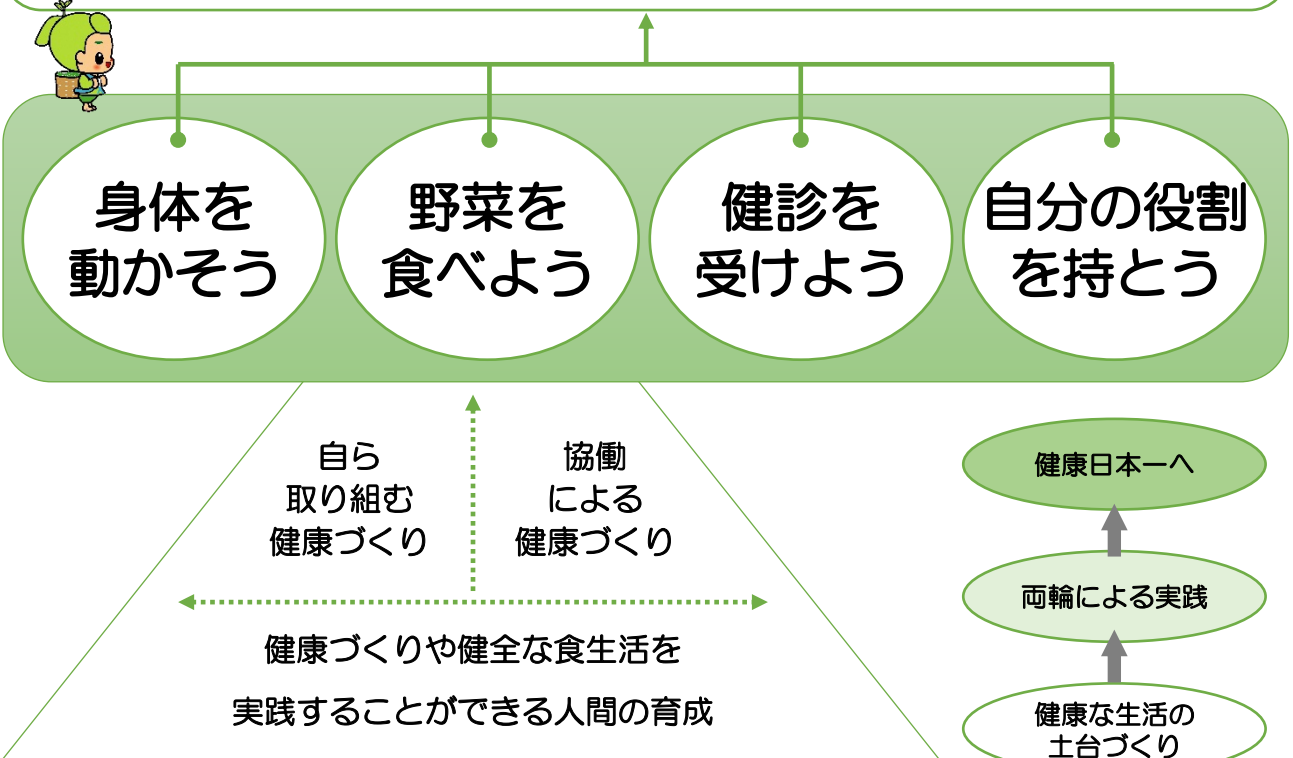 身体を
動かそう
野菜を
食べよう
健診を
受けよう
自分の役割
を持とう
自ら
取り組む
健康づくり
協働
による
健康づくり
健康づくりや健全な食生活を
実践することができる人間の育成
健康日本一へ
両輪による実践
健康な生活の
土台づくり